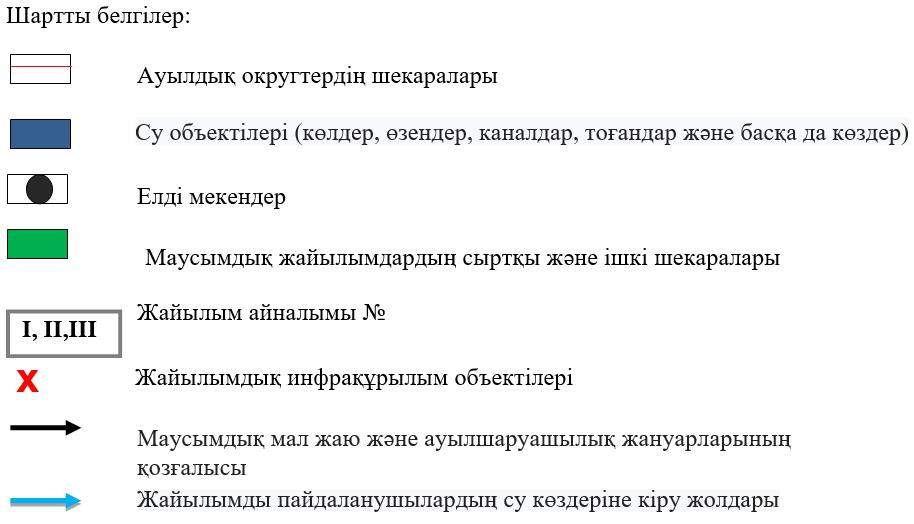 Шартты белгілер:
Ауылдық округтердің шекаралары
Су объектілері (көлдер, өзендер, каналдар, тоғандар және басқа да көздер)
Елді мекендер
Маусымдық жайылымдардың сыртқы және ішкі шекаралары
Жайылым айналымы №
I, II,III
X
Жайылымдық инфрақұрылым объектілері
Маусымдық мал жаю және ауылшаруашылық жануарларының
қозғалысы
Жайылымды пайдаланушылардың су көздеріне кіру жолдары